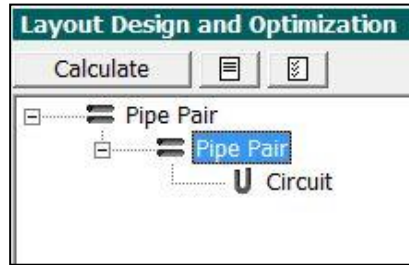 Layout Design and Optimization
Calculate
Pipe Pair
Pipe Pair
Circuit